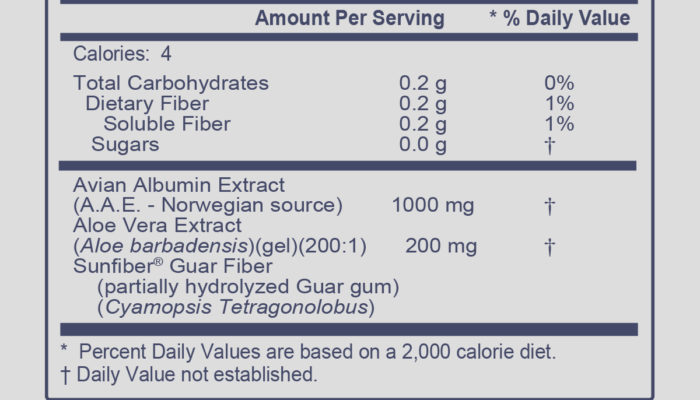 Amount Per Serving * % Daily Value
Calories: 4
Total Carbohydrates 0.2 g 0%
Dietary Fiber 0.2 g 1%
Soluble Fiber 0.2 g 1%
Sugars 0.0 g †
Avian Albumin Extract
(A.A.E. - Norwegian source) 1000 mg †
Aloe Vera Extract
(Aloe barbadensis)(gel)(200:1) 200 mg †
Sunfiber® Guar Fiber
(partially hydrolyzed Guar gum)
(Cyamopsis Tetragonolobus)
* Percent Daily Values are based on a 2,000 calorie diet.
† Daily Value not established.